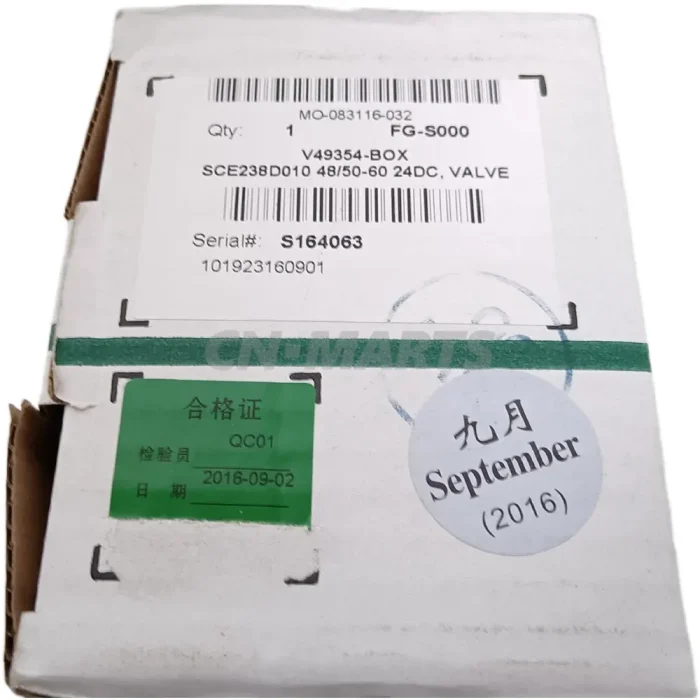 MO-083116-032
Qty: 1 FG-S000
V49354-BOX
SCE238D010 48/50-60 24DC, VALVE
Serial#: S164063
101923160901
CN-MARTS
合格证
检验员 QC01
日 期 2016-09-02
九月
September
(2016)